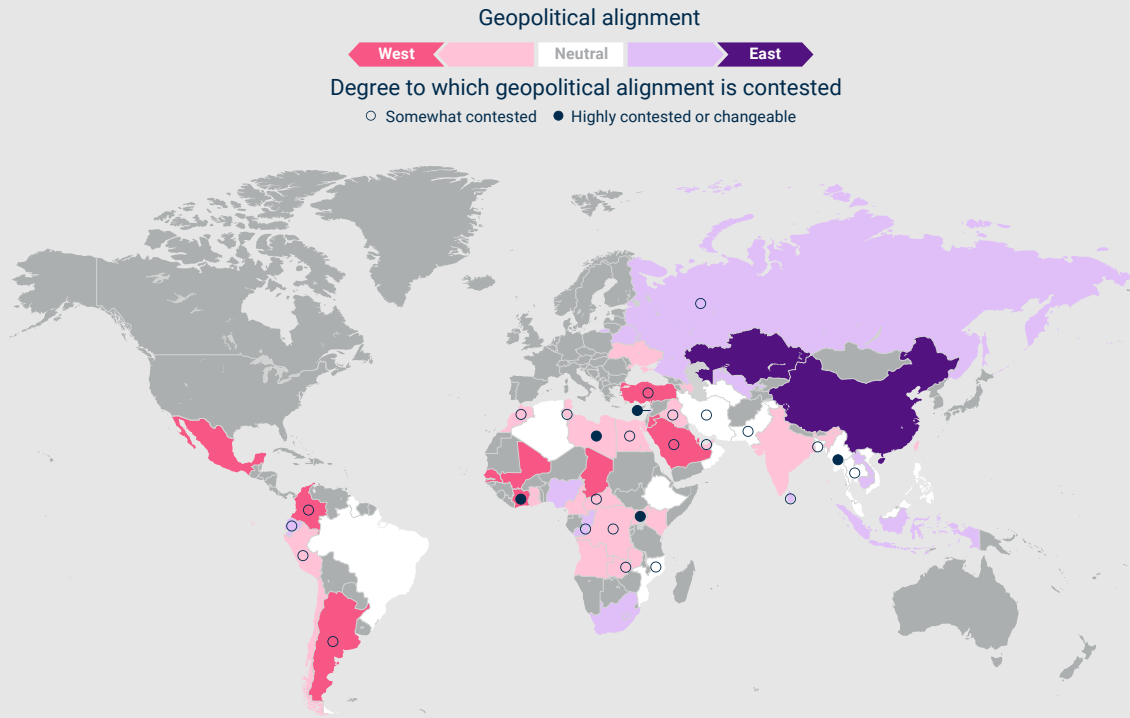 Geopolitical alignment
West Neutral East
Degree to which geopolitical alignment is contested
Somewhat contested Highly contested or changeable